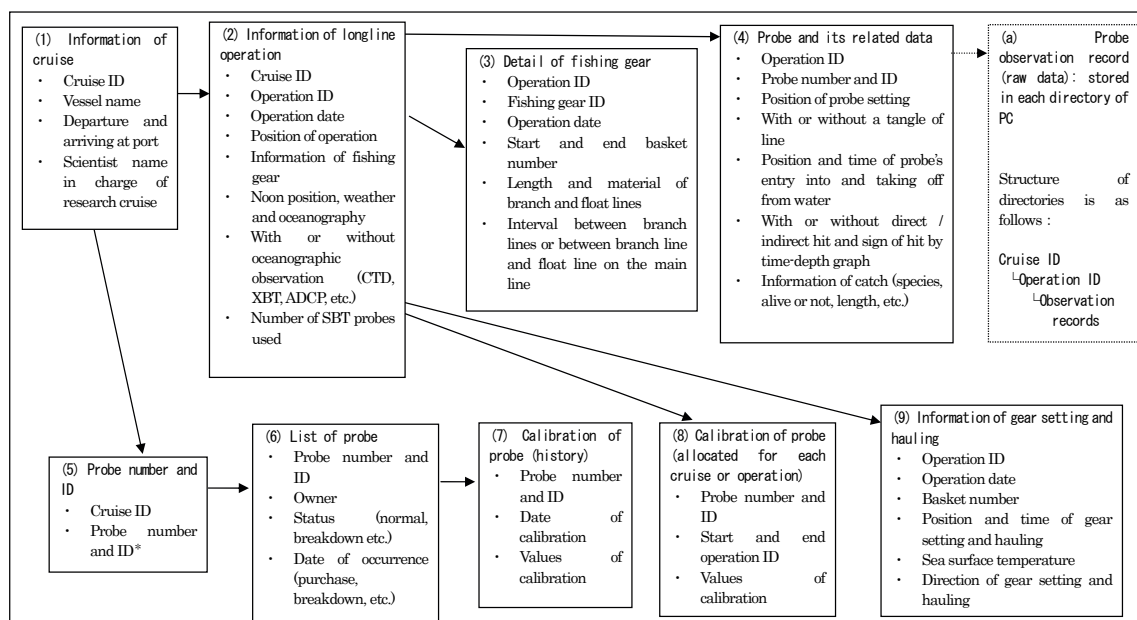 (1) Information of
cruise
・ Cruise ID
・ Vessel name
・ Departure and
arriving at port
・ Scientist name
in charge of
research cruise
(2) Information of longline
operation
・ Cruise ID
・ Operation ID
・ Operation date
・ Position of operation
・ Information of fishing
gear
・ Noon position, weather
and oceanography
・ With or without
oceanographic
observation (CTD,
XBT, ADCP, etc.)
・ Number of SBT probes
used
(3) Detail of fishing gear
・ Operation ID
・ Fishing gear ID
・ Operation date
・ Start and end basket
number
・ Length and material of
branch and float lines
・ Interval between branch
lines or between branch line
and float line on the main
line
(4) Probe and its related data
・ Operation ID
・ Probe number and ID
・ Position of probe setting
・ With or without a tangle of
line
・ Position and time of probe's
entry into and taking off
from water
・ With or without direct /
indirect hit and sign of hit by
time-depth graph
・ Information of catch (species,
alive or not, length, etc.)
(a) Probe
observation record
(raw data): stored
in each directory of
PC
Structure of
directories is as
follows :
Cruise ID
└Operation ID
└Observation
records
(5) Probe number and
ID
・ Cruise ID
・ Probe number
and ID*
(6) List of probe
・ Probe number and
ID
・ Owner
・ Status (normal,
breakdown etc.)
・ Date of occurrence
(purchase,
breakdown, etc.)
(7) Calibration of
probe (history)
・ Probe number
and ID
・ Date of
calibration
・ Values of
calibration
(8) Calibration of probe
(allocated for each
cruise or operation)
・ Probe number and
ID
・ Start and end
operation ID
・ Values of
calibration
(9) Information of gear setting and
hauling
・ Operation ID
・ Operation date
・ Basket number
・ Position and time of gear
setting and hauling
・ Sea surface temperature
・ Direction of gear setting and
hauling